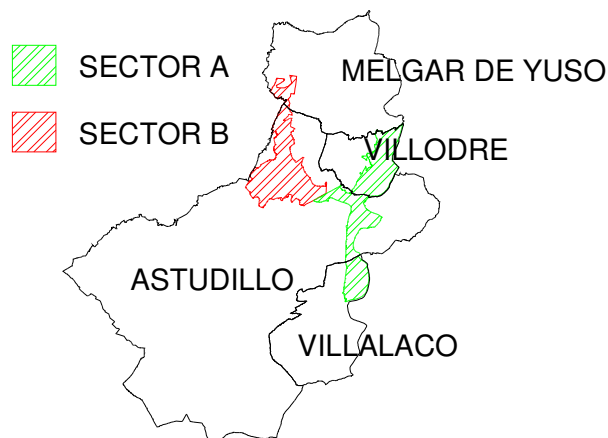 SECTOR A
MELGAR DE YUSO
SECTOR B
VILLODRE
ASTUDILLO
VILLALACO